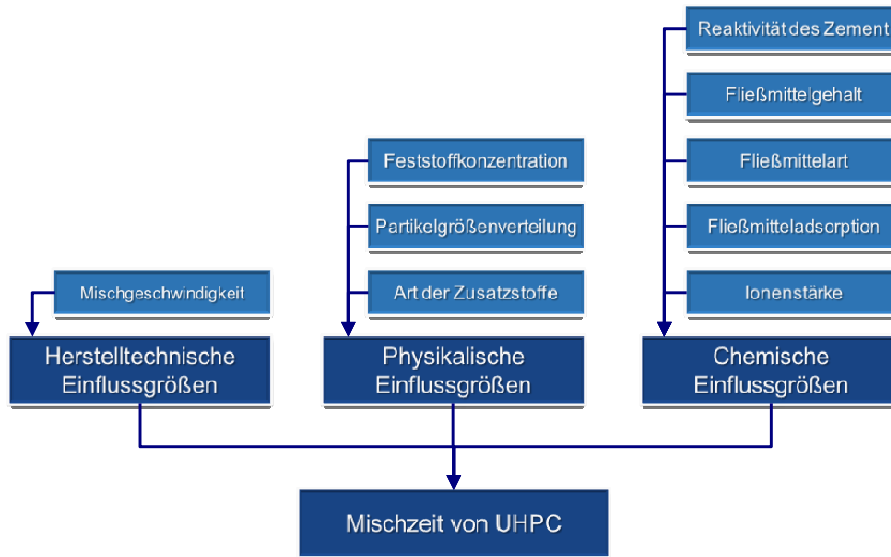 Reaktivität des Zement
Fließmittelgehalt
Feststoffkonzentration
Fließmittelart
Partikelgrößenverteilung
Fließmitteladsorption
Mischgeschwindigkeit
Art der Zusatzstoffe
Ionenstärke
Herstelltechnische
Einflussgrößen
Physikalische
Einflussgrößen
Chemische
Einflussgrößen
Mischzeit von UHPC